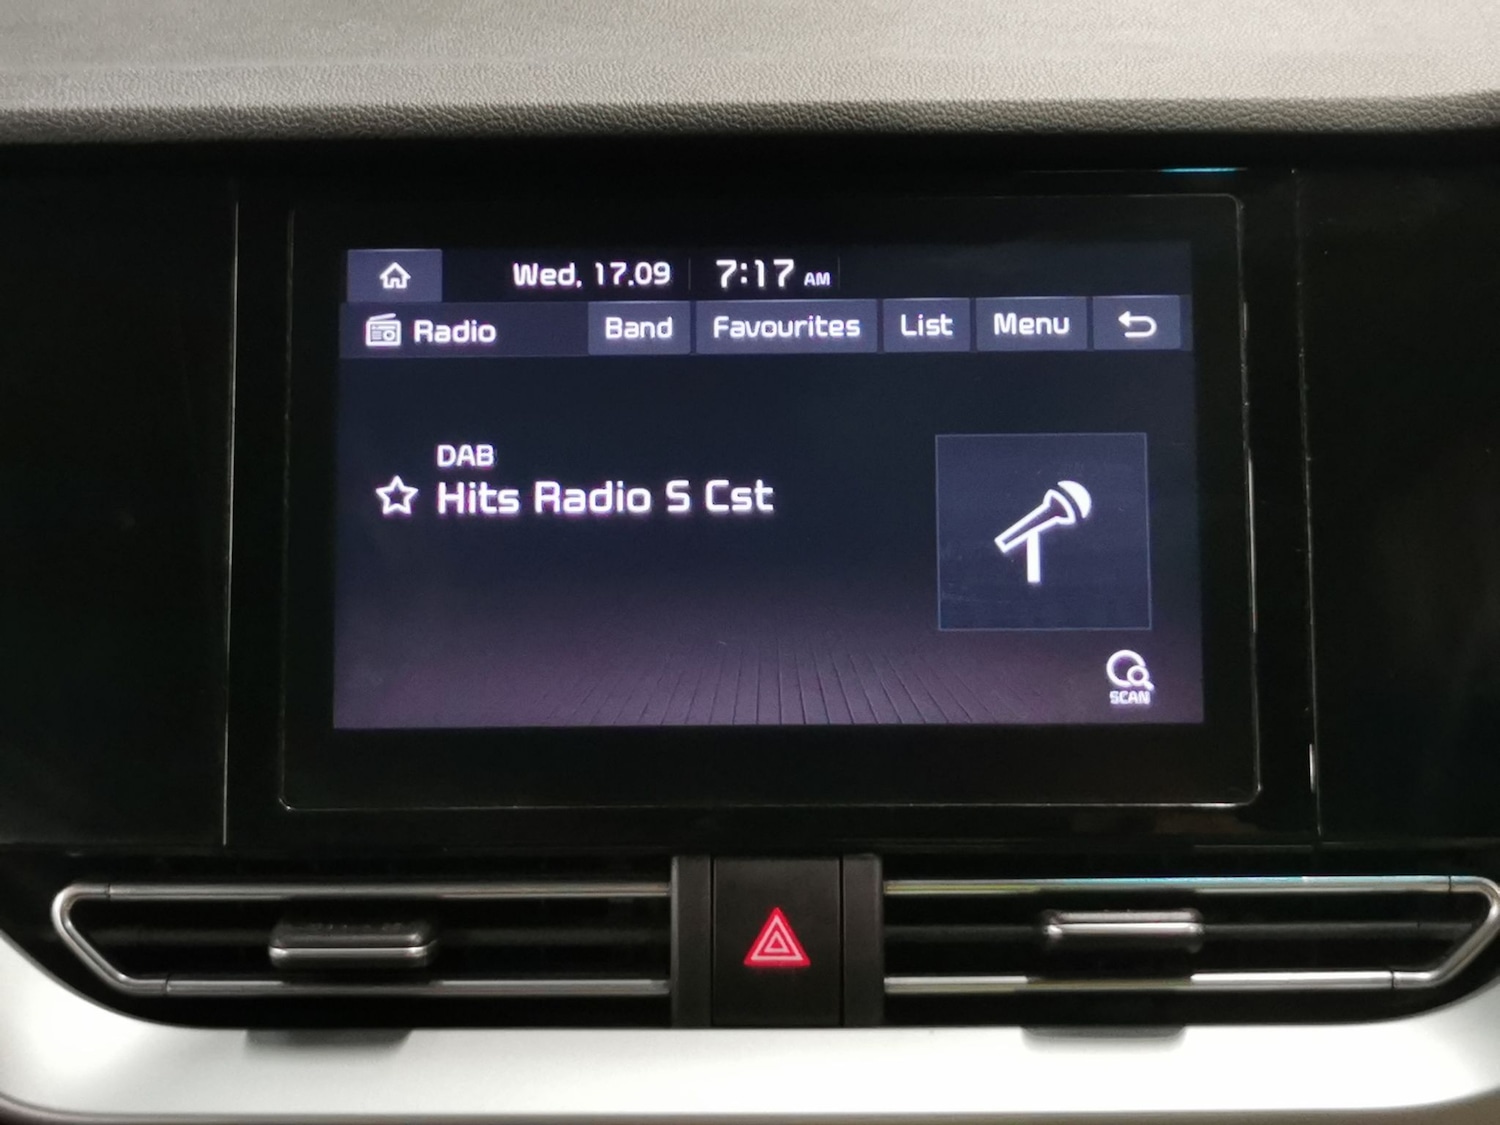 Wed, 17.09 7:17 AM
Radio Band Favourites List Menu
DAB
Hits Radio S Cst
SCAN